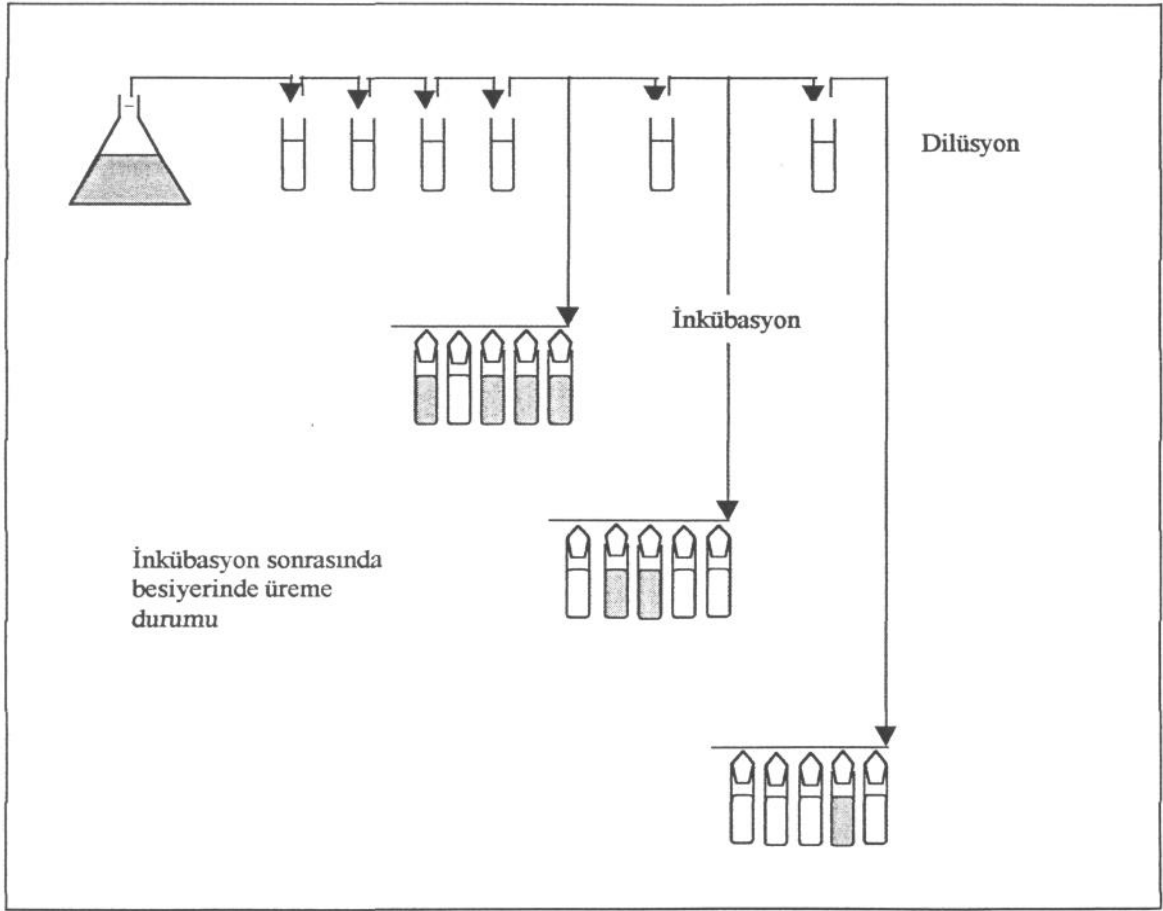 Dilüsyon
İnkübasyon
İnkübasyon sonrasında
besiyerinde üreme
durumu